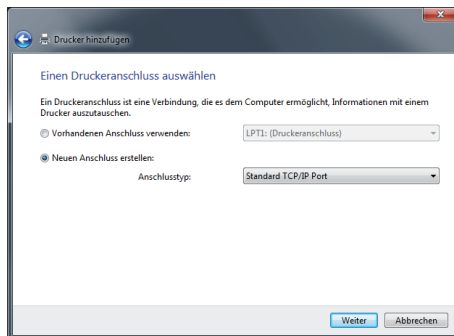 Drucker hinzufügen
Einen Druckeranschluss auswählen
Ein Druckeranschluss ist eine Verbindung, die es dem Computer ermöglicht, Informationen mit einem
Drucker auszutauschen.
Vorhandenen Anschluss verwenden: LPT1: (Druckeranschluss)
Neuen Anschluss erstellen:
Anschlusstyp: Standard TCP/IP Port
Weiter Abbrechen